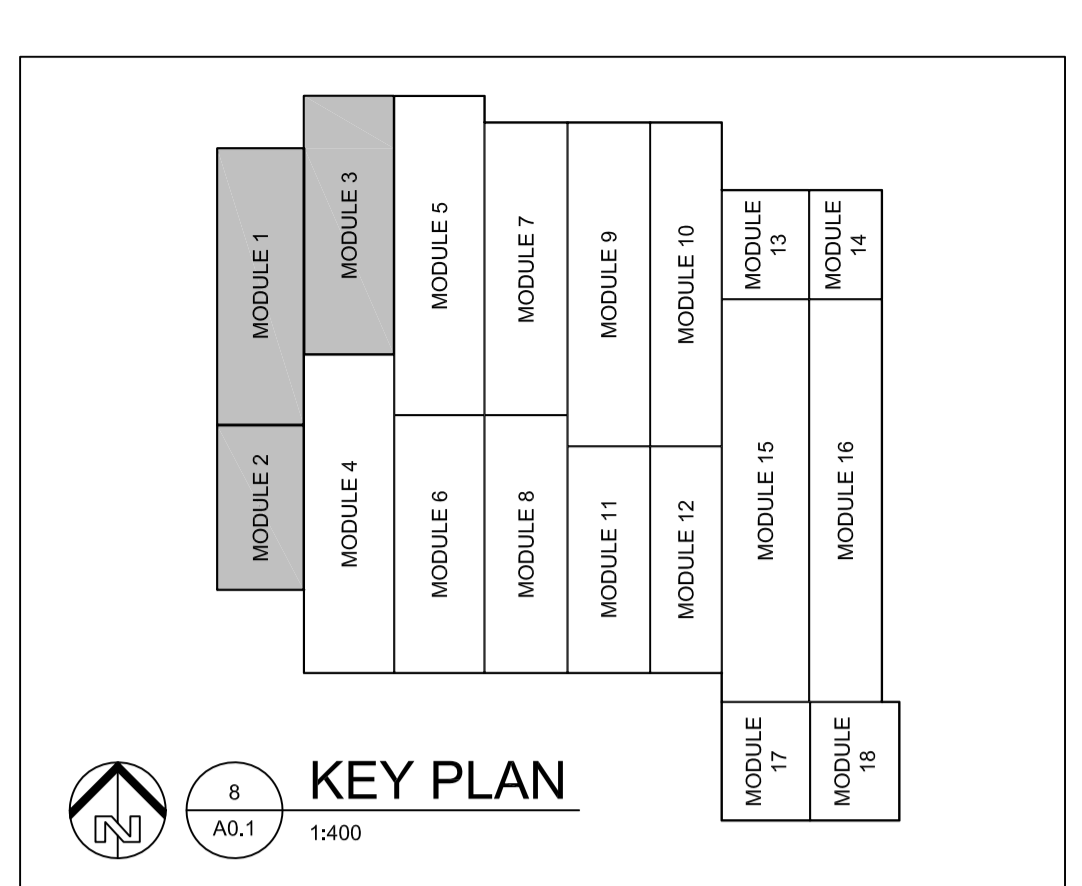 MODULE 1
MODULE 2
MODULE 3
MODULE 4
MODULE 5
MODULE 6
MODULE 7
MODULE 8
MODULE 9
MODULE 10
MODULE 11
MODULE 12
MODULE
13
MODULE
14
MODULE 15
MODULE 16
MODULE
17
MODULE
18
N
8
A0.1
KEY PLAN
1:400